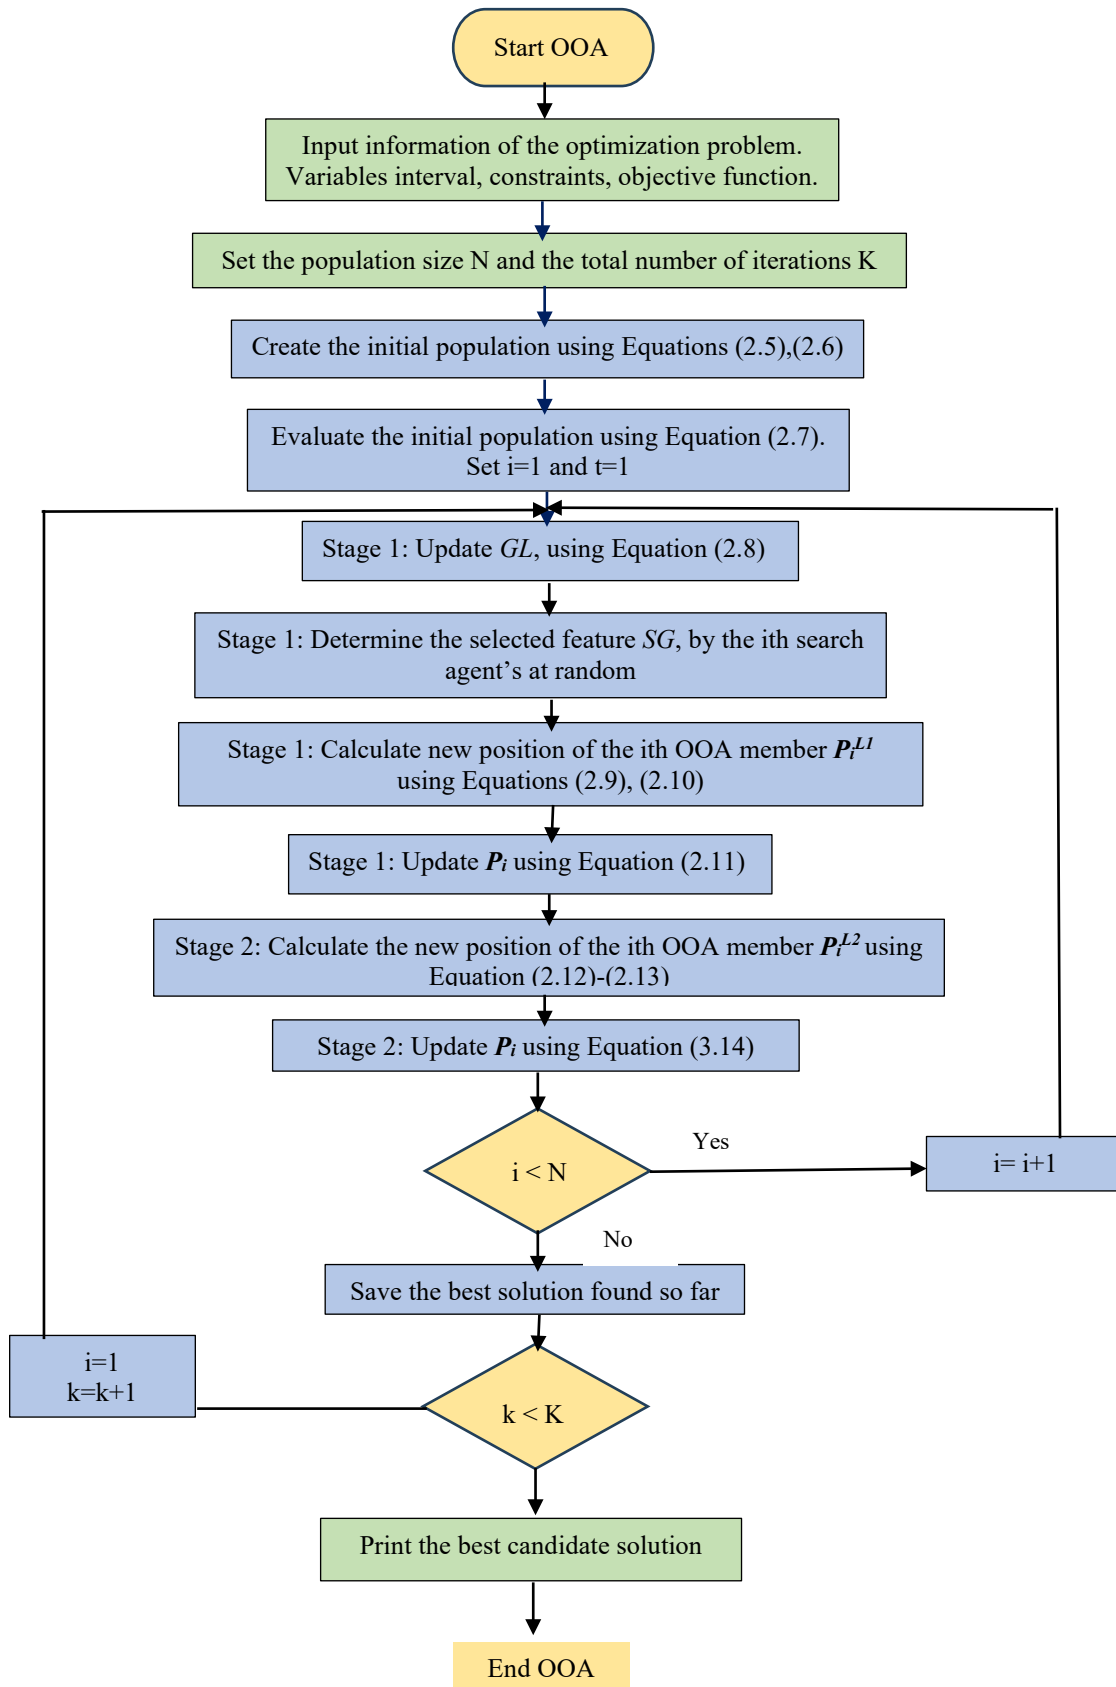 Start OOA
Input information of the optimization problem.
Variables interval, constraints, objective function.
Set the population size N and the total number of iterations K
Create the initial population using Equations (2.5),(2.6)
Evaluate the initial population using Equation (2.7).
Set i=1 and t=1
Stage 1: Update GL, using Equation (2.8)
Stage 1: Determine the selected feature SG, by the ith search
agent's at random
Stage 1: Calculate new position of the ith OOA member P_i^{L1}
using Equations (2.9), (2.10)
Stage 1: Update P_i using Equation (2.11)
Stage 2: Calculate the new position of the ith OOA member P_i^{L2} using
Equation (2.12)-(2.13)
Stage 2: Update P_i using Equation (3.14)
i < N
Yes
i= i+1
No
Save the best solution found so far
i=1
k=k+1
k < K
Print the best candidate solution
End OOA